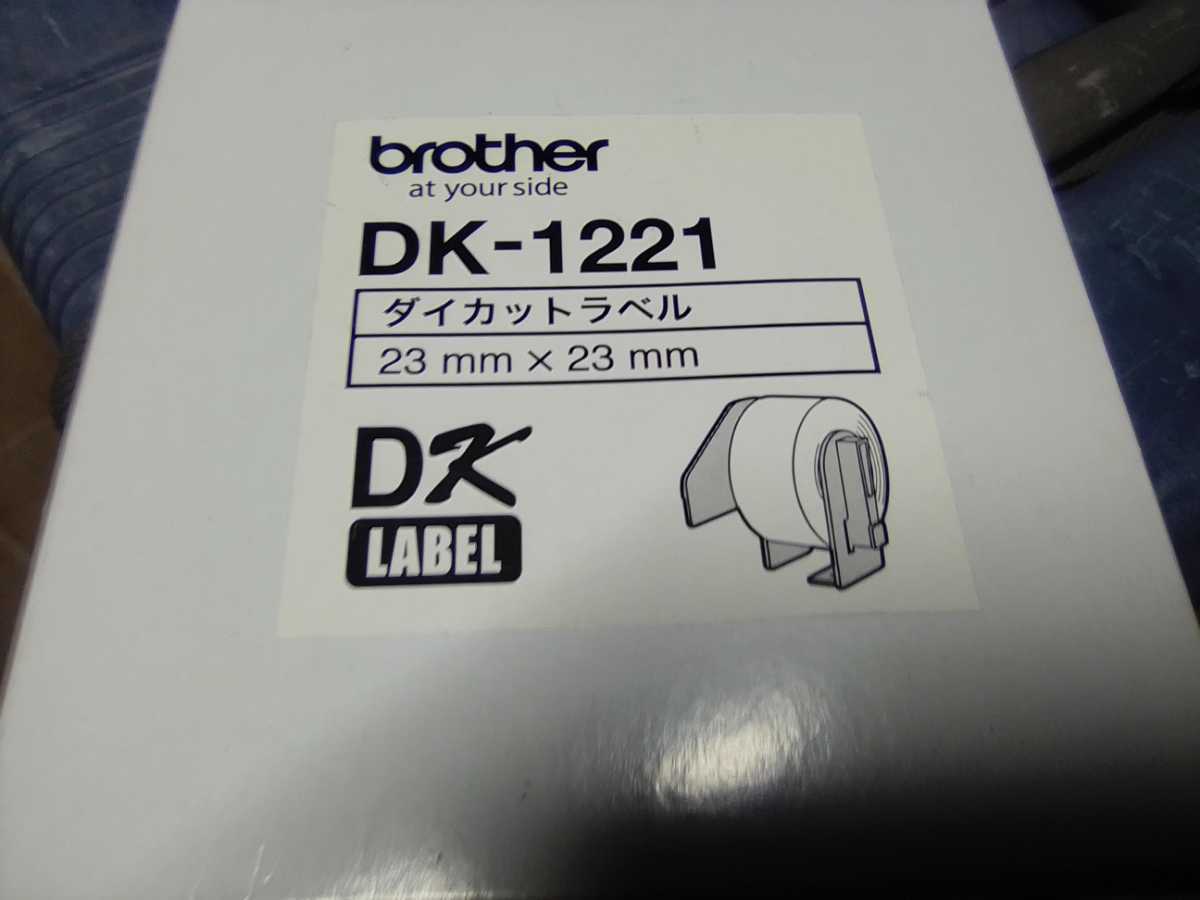 brother
at your side
DK-1221
ダイカットラベル
23 mm × 23 mm
DK
LABEL